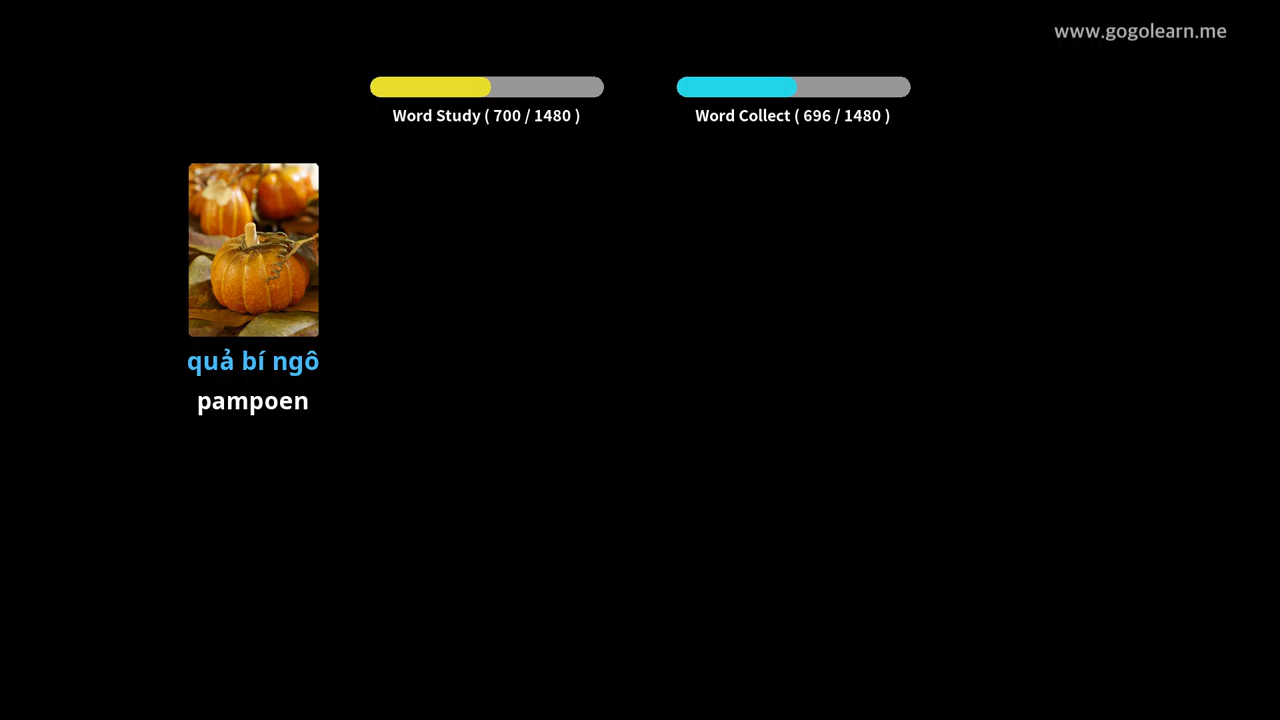 www.gogolearn.me
Word Study ( 700 / 1480 )
Word Collect ( 696 / 1480 )
quả bí ngô
pampoen